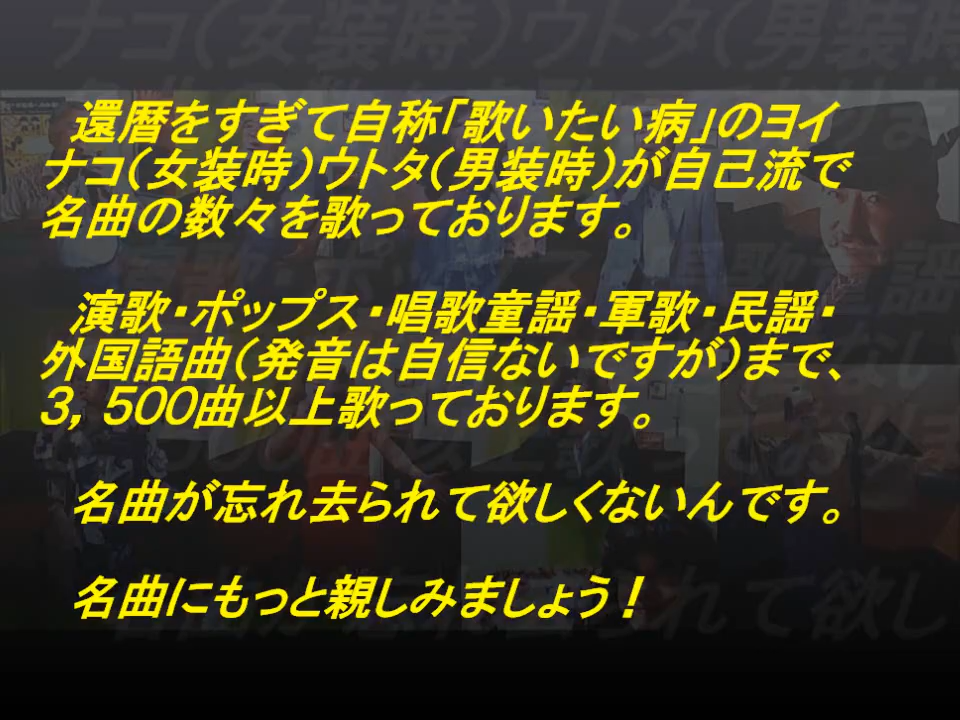 還暦をすぎて自称「歌いたい病」のヨイ
ナコ（女装時）ウトタ（男装時）が自己流で
名曲の数々を歌っております。
演歌・ポップス・唱歌童謡・軍歌・民謡・
外国語曲（発音は自信ないですが）まで、
３，５００曲以上歌っております。
名曲が忘れ去られて欲しくないんです。
名曲にもっと親しみましょう！